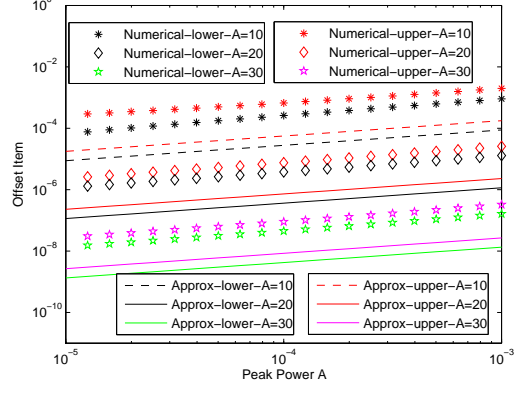 10^0
Numerical−lower−A=10
Numerical−lower−A=20
Numerical−lower−A=30
Numerical−upper−A=10
Numerical−upper−A=20
Numerical−upper−A=30
10^−2
10^−4
10^−6
10^−8
10^−10
Offset Item
Approx−lower−A=10
Approx−lower−A=20
Approx−lower−A=30
Approx−upper−A=10
Approx−upper−A=20
Approx−upper−A=30
10^−5
10^−4
10^−3
Peak Power A